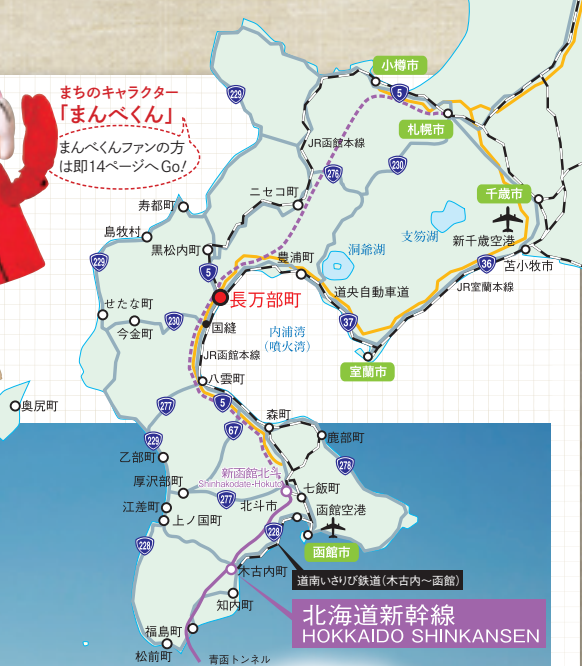 まちのキャラクター
「まんべくん」
まんべくんファンの方
は即14ページへGo!
小樽市
229
5
札幌市
JR函館本線
276
230
ニセコ町
千歳市
支笏湖
新千歳空港
寿都町
島牧村
黒松内町
豊浦町
洞爺湖
36
苫小牧市
229
5
道央自動車道
JR室蘭本線
長万部町
せたな町
230
国縫
今金町
内浦湾
(噴火湾)
37
JR函館本線
室蘭市
八雲町
奥尻町
277
5
森町
67
鹿部町
229
乙部町
新函館北斗
Shinhakodate-Hokuto
278
厚沢部町
277
七飯町
江差町
北斗市
函館空港
上ノ国町
228
228
函館市
木古内町
道南いさりび鉄道(木古内〜函館)
知内町
北海道新幹線
HOKKAIDO SHINKANSEN
福島町
松前町
青函トンネル